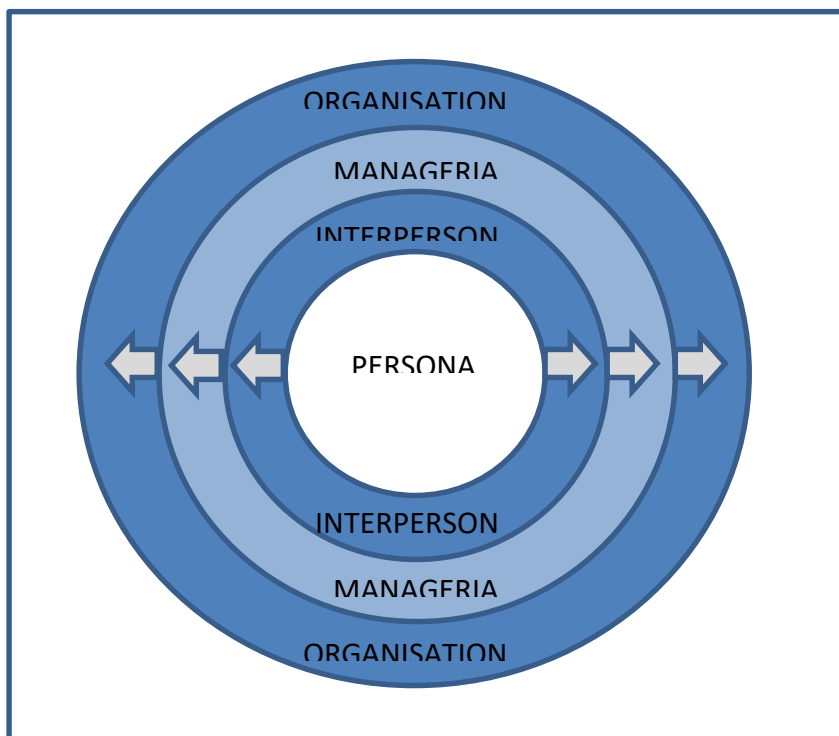 ORGANISATION
MANAGERIA
INTERPERSON
PERSONA
INTERPERSON
MANAGERIA
ORGANISATION